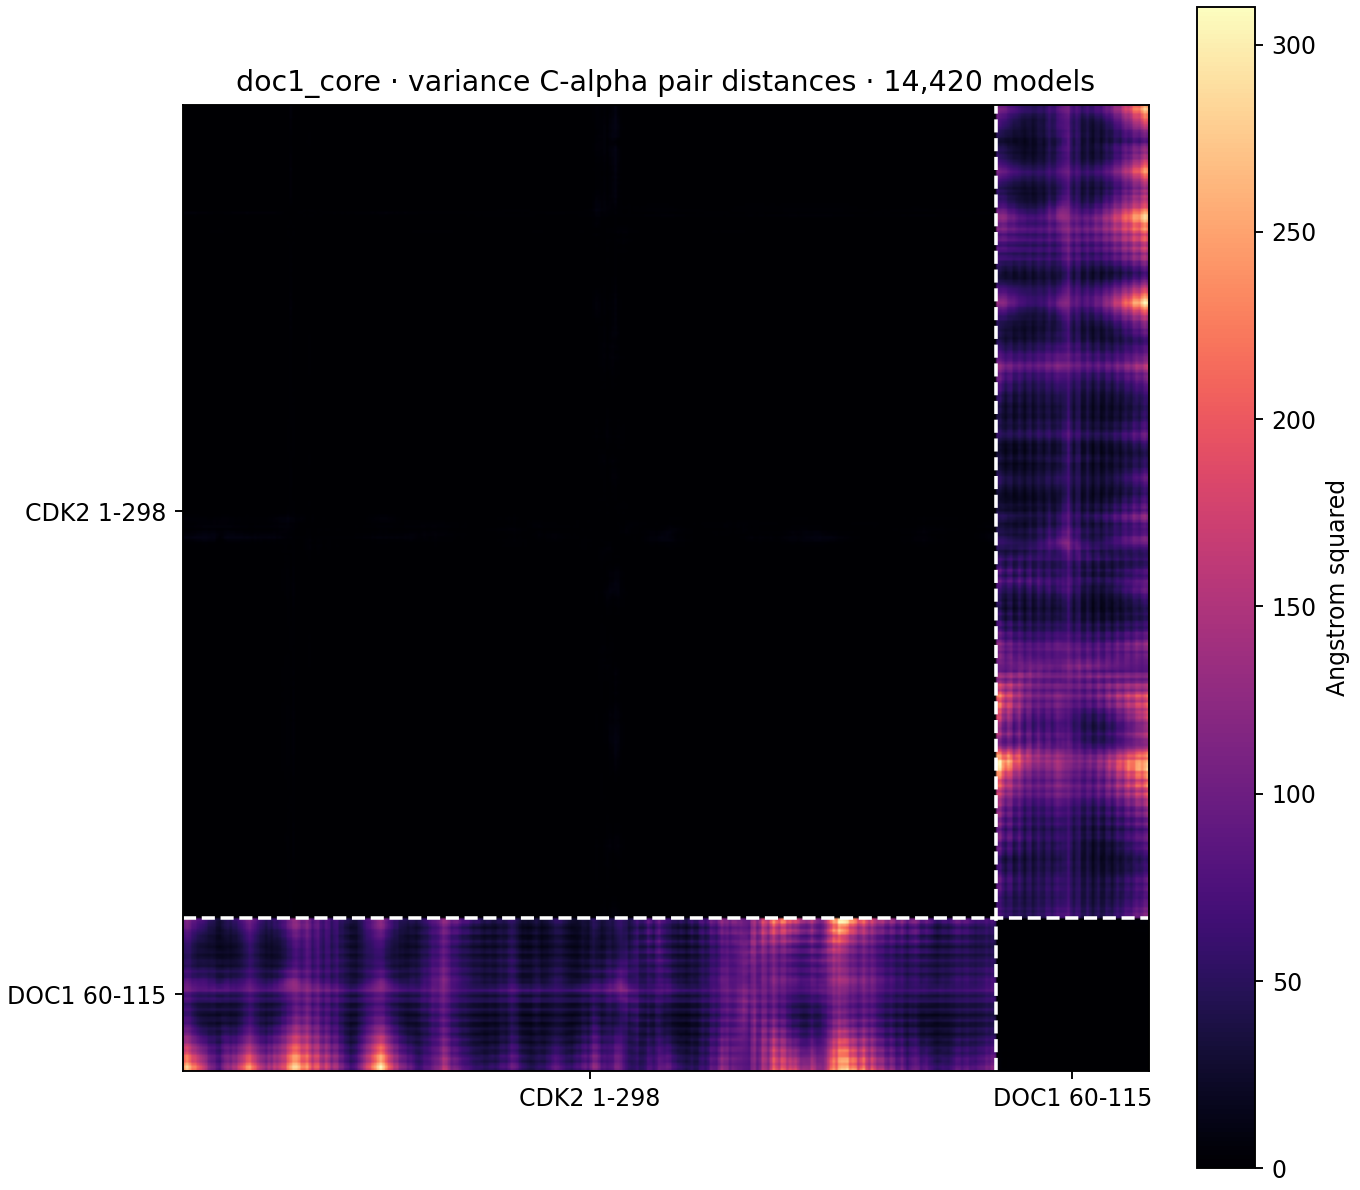 doc1_core · variance C-alpha pair distances · 14,420 models
CDK2 1-298
DOC1 60-115
CDK2 1-298
DOC1 60-115
300
250
200
150
100
50
0
Angstrom squared